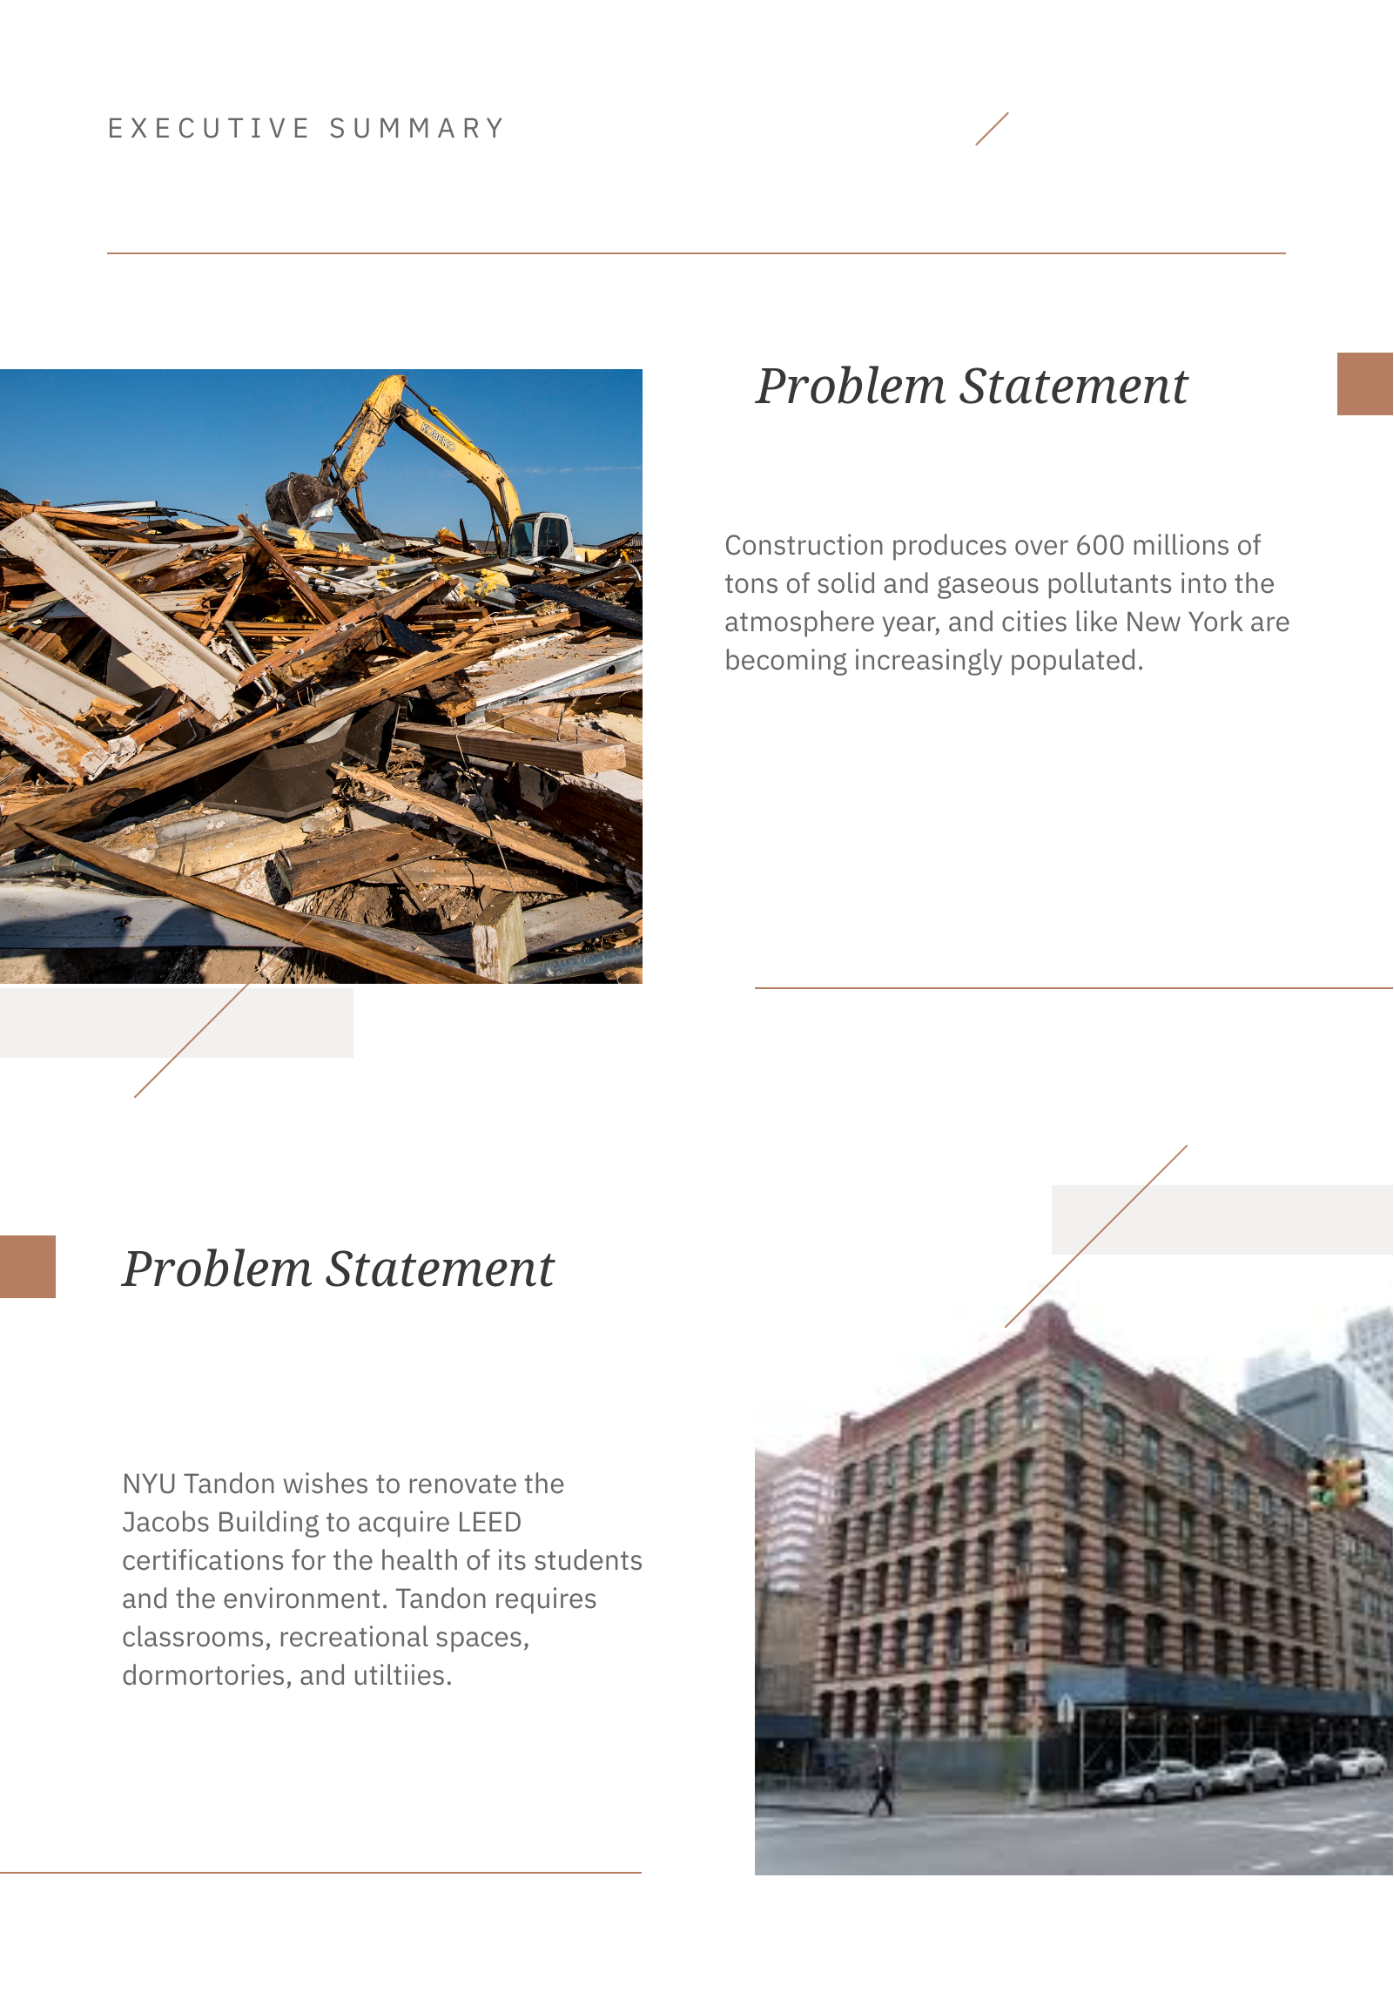 EXECUTIVE SUMMARY
KOBELCO
Problem Statement
Construction produces over 600 millions of
tons of solid and gaseous pollutants into the
atmosphere year, and cities like New York are
becoming increasingly populated.
Problem Statement
NYU Tandon wishes to renovate the
Jacobs Building to acquire LEED
certifications for the health of its students
and the environment. Tandon requires
classrooms, recreational spaces,
dormortories, and utiltiies.